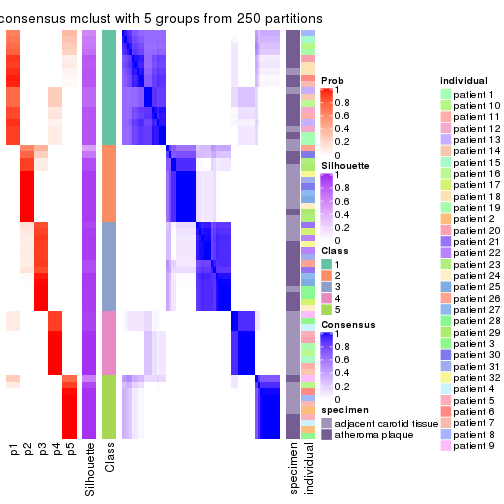 consensus mclust with 5 groups from 250 partitions
p1
p2
p3
p4
p5
Silhouette
Class
specimen
individual
Prob
1
0.8
0.6
0.4
0.2
0
Silhouette
1
0.8
0.6
0.4
0.2
0
Class
1
2
3
4
5
Consensus
1
0.8
0.6
0.4
0.2
0
specimen
adjacent carotid tissue
atheroma plaque
individual
patient 1
patient 10
patient 11
patient 12
patient 13
patient 14
patient 15
patient 16
patient 17
patient 18
patient 19
patient 2
patient 20
patient 21
patient 22
patient 23
patient 24
patient 25
patient 26
patient 27
patient 28
patient 29
patient 3
patient 30
patient 31
patient 32
patient 4
patient 5
patient 6
patient 7
patient 8
patient 9